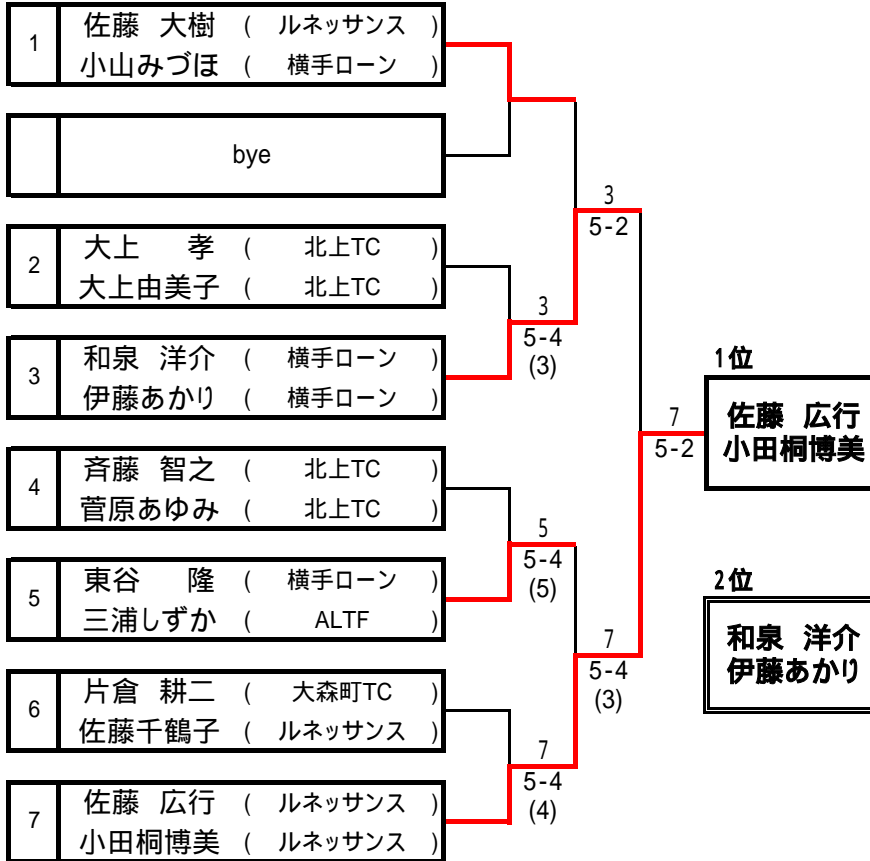 1 佐藤 大樹 ( ルネッサンス )
小山みづほ ( 横手ローン )
bye
3
5-2
2 大上 孝 ( 北上TC )
大上由美子 ( 北上TC )
3
5-4
(3)
3 和泉 洋介 ( 横手ローン )
伊藤あかり ( 横手ローン )
1位
佐藤 広行
小田桐博美
7
5-2
4 斉藤 智之 ( 北上TC )
菅原あゆみ ( 北上TC )
5
5-4
(5)
5 東谷 隆 ( 横手ローン )
三浦しずか ( ALTF )
2位
和泉 洋介
伊藤あかり
7
5-4
(3)
6 片倉 耕二 ( 大森町TC )
佐藤千鶴子 ( ルネッサンス )
7
5-4
(4)
7 佐藤 広行 ( ルネッサンス )
小田桐博美 ( ルネッサンス )